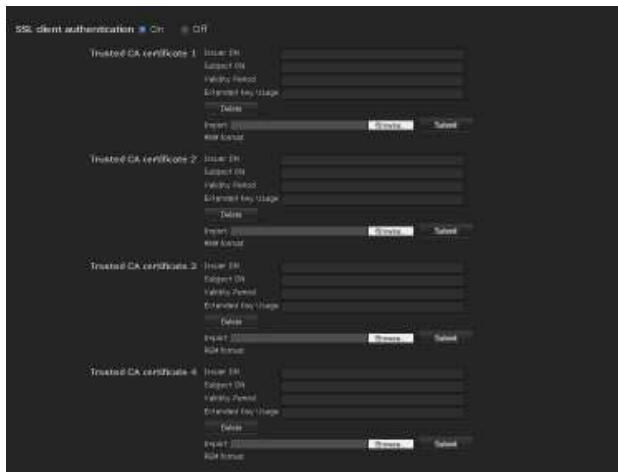 SSL client authentication On Off
Trusted CA certificate 1 Issuer DN
Subject DN
Validity Period
Extended Key Usage
Delete
Import Browse... Submit
PEM format
Trusted CA certificate 2 Issuer DN
Subject DN
Validity Period
Extended Key Usage
Delete
Import Browse... Submit
PEM format
Trusted CA certificate 3 Issuer DN
Subject DN
Validity Period
Extended Key Usage
Delete
Import Browse... Submit
PEM format
Trusted CA certificate 4 Issuer DN
Subject DN
Validity Period
Extended Key Usage
Delete
Import Browse... Submit
PEM format